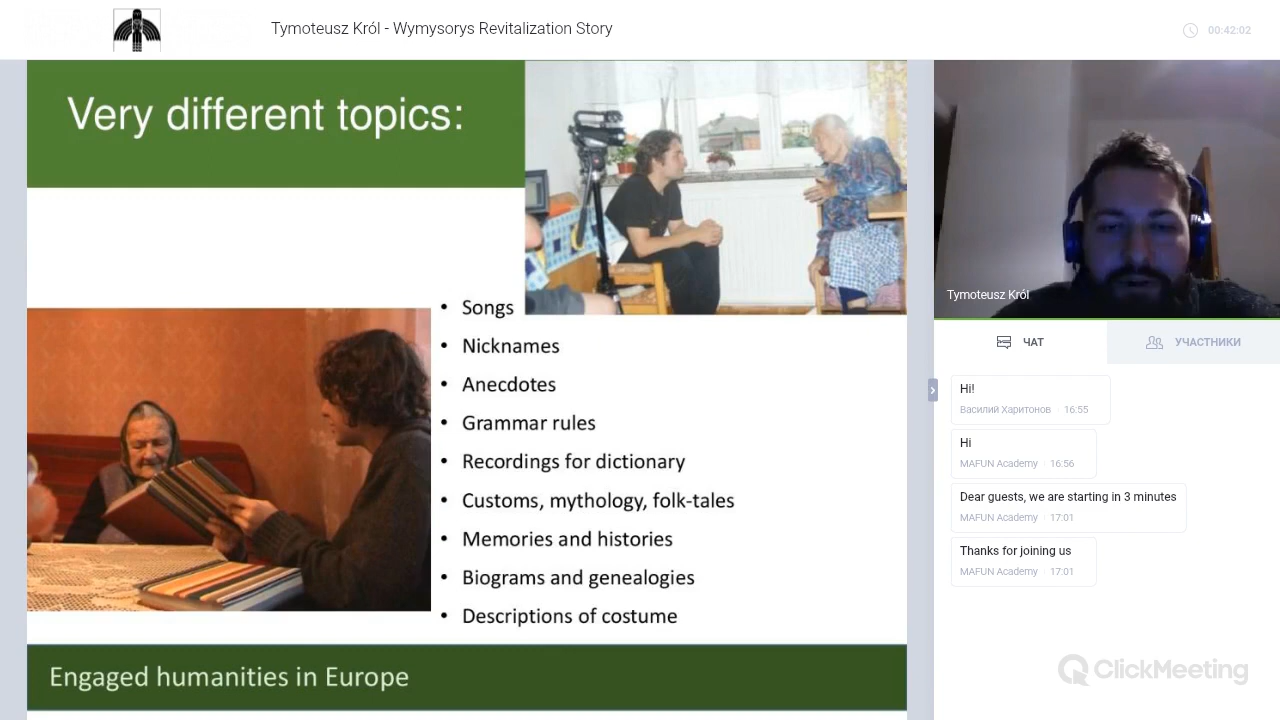 Tymoteusz Król - Wymysorys Revitalization Story
00:42:02
Very different topics:
• Songs
• Nicknames
• Anecdotes
• Grammar rules
• Recordings for dictionary
• Customs, mythology, folk-tales
• Memories and histories
• Biograms and genealogies
• Descriptions of costume
Engaged humanities in Europe
Tymoteusz Król
ЧАТ
УЧАСТНИКИ
Hi!
Василий Харитонов 16:55
Hi
MAFUN Academy 16:56
Dear guests, we are starting in 3 minutes
MAFUN Academy 17:01
Thanks for joining us
MAFUN Academy 17:01
ClickMeeting